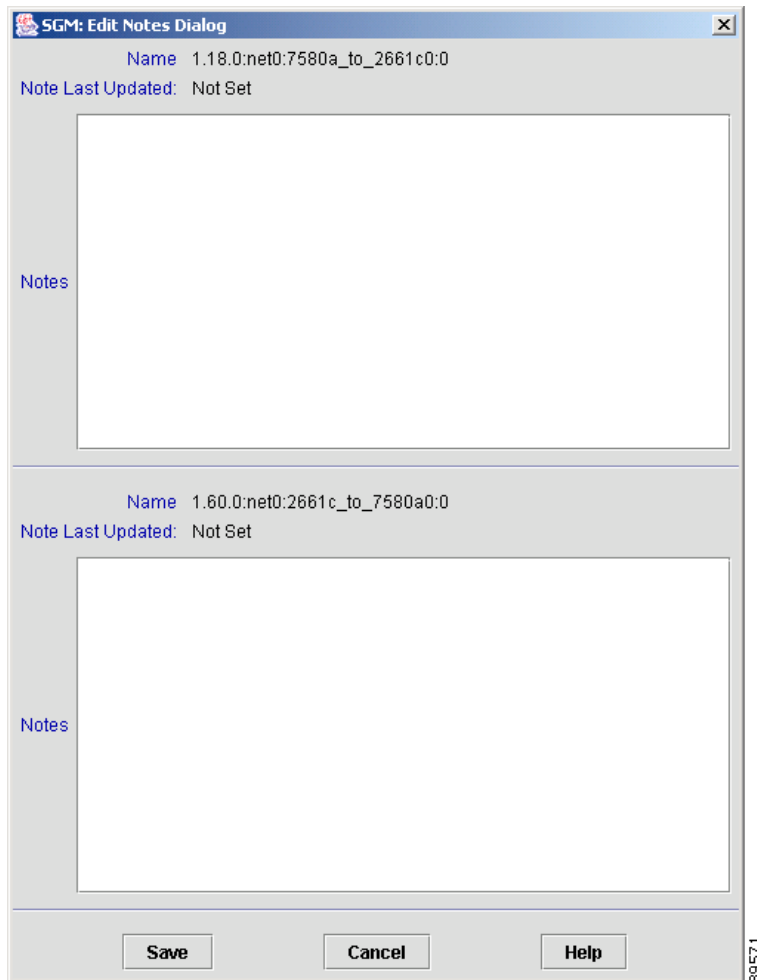 SGM: Edit Notes Dialog
Name 1.18.0:net0:7580a_to_2661c0:0
Note Last Updated: Not Set
Notes
Name 1.60.0:net0:2661c_to_7580a0:0
Note Last Updated: Not Set
Notes
Save Cancel Help